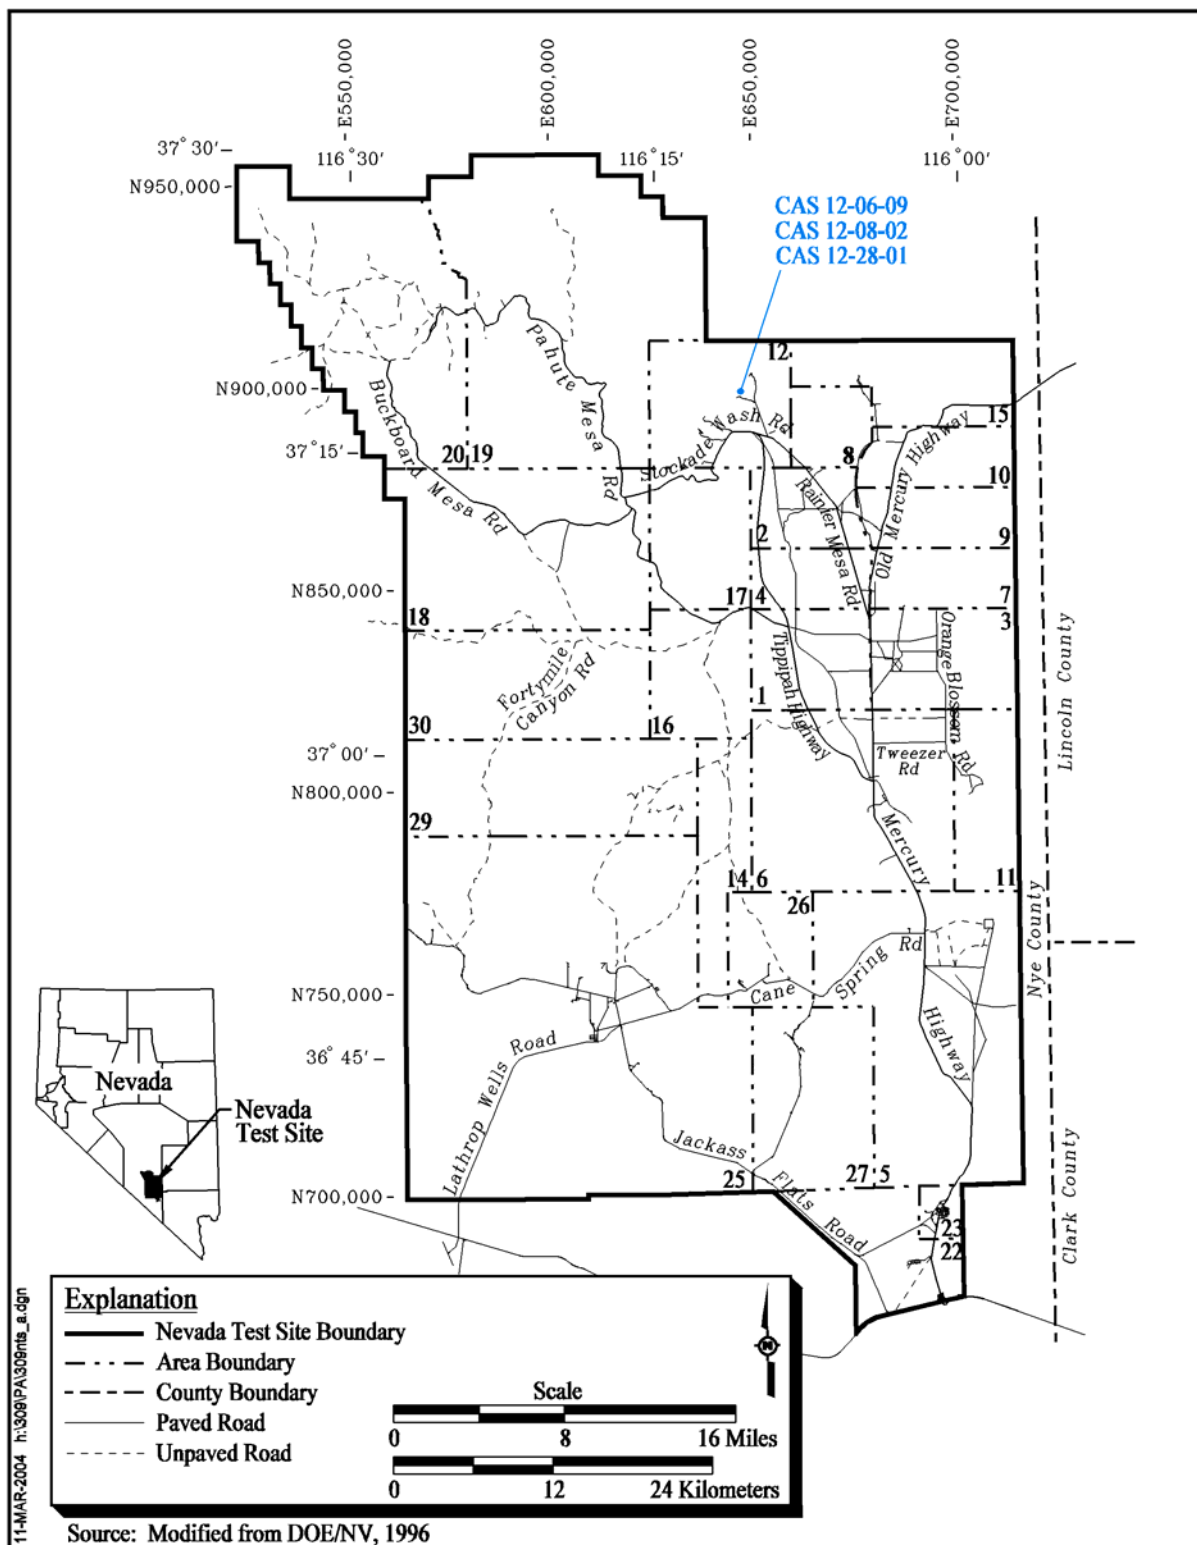 E550,000
E600,000
E650,000
E700,000
37° 30'
116° 30'
116° 15'
116° 00'
N950,000
CAS 12-06-09
CAS 12-08-02
CAS 12-28-01
Pahute Mesa Rd
12
N900,000
Buckboard Mesa Rd
Stockade Wash Rd
Old Mercury Highway
15
37° 15'
20
19
8
10
Rainier Mesa Rd
2
9
N850,000
17
4
7
18
3
Orange Blossom Rd
Lincoln County
Fortymile
Canyon Rd
Tippipah Highway
1
30
16
37° 00'
Tweezer
Rd
N800,000
29
Mercury
Highway
14
6
11
26
Nye County
Cane Spring Rd
N750,000
36° 45'
Lathrop Wells Road
Nevada
Nevada
Test Site
Jackass Flats Road
Clark County
25
27
5
N700,000
23
22
Explanation
Nevada Test Site Boundary
Area Boundary
County Boundary
Paved Road
Unpaved Road
N
Scale
0 8 16 Miles
0 12 24 Kilometers
11-MAR-2004 h:\309\PA\309nts_a.dgn
Source: Modified from DOE/NV, 1996